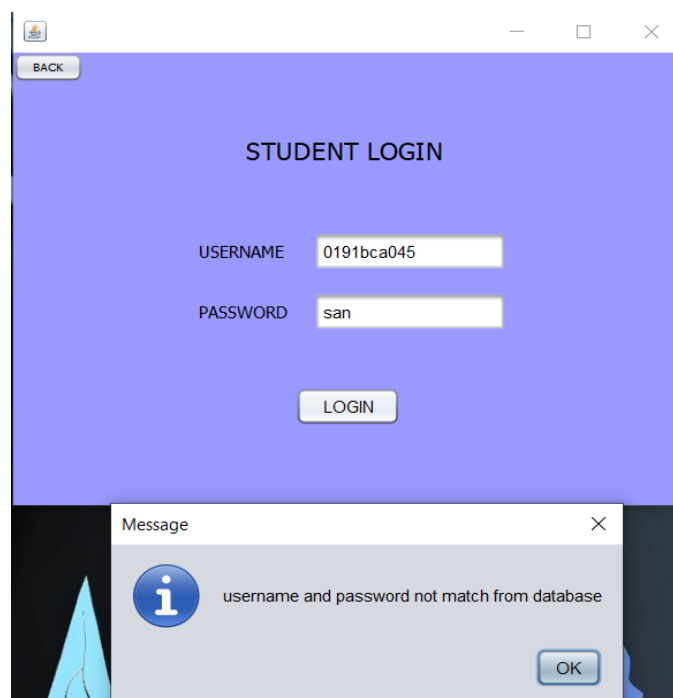 BACK
STUDENT LOGIN
USERNAME 0191bca045
PASSWORD san
LOGIN
Message
username and password not match from database
OK